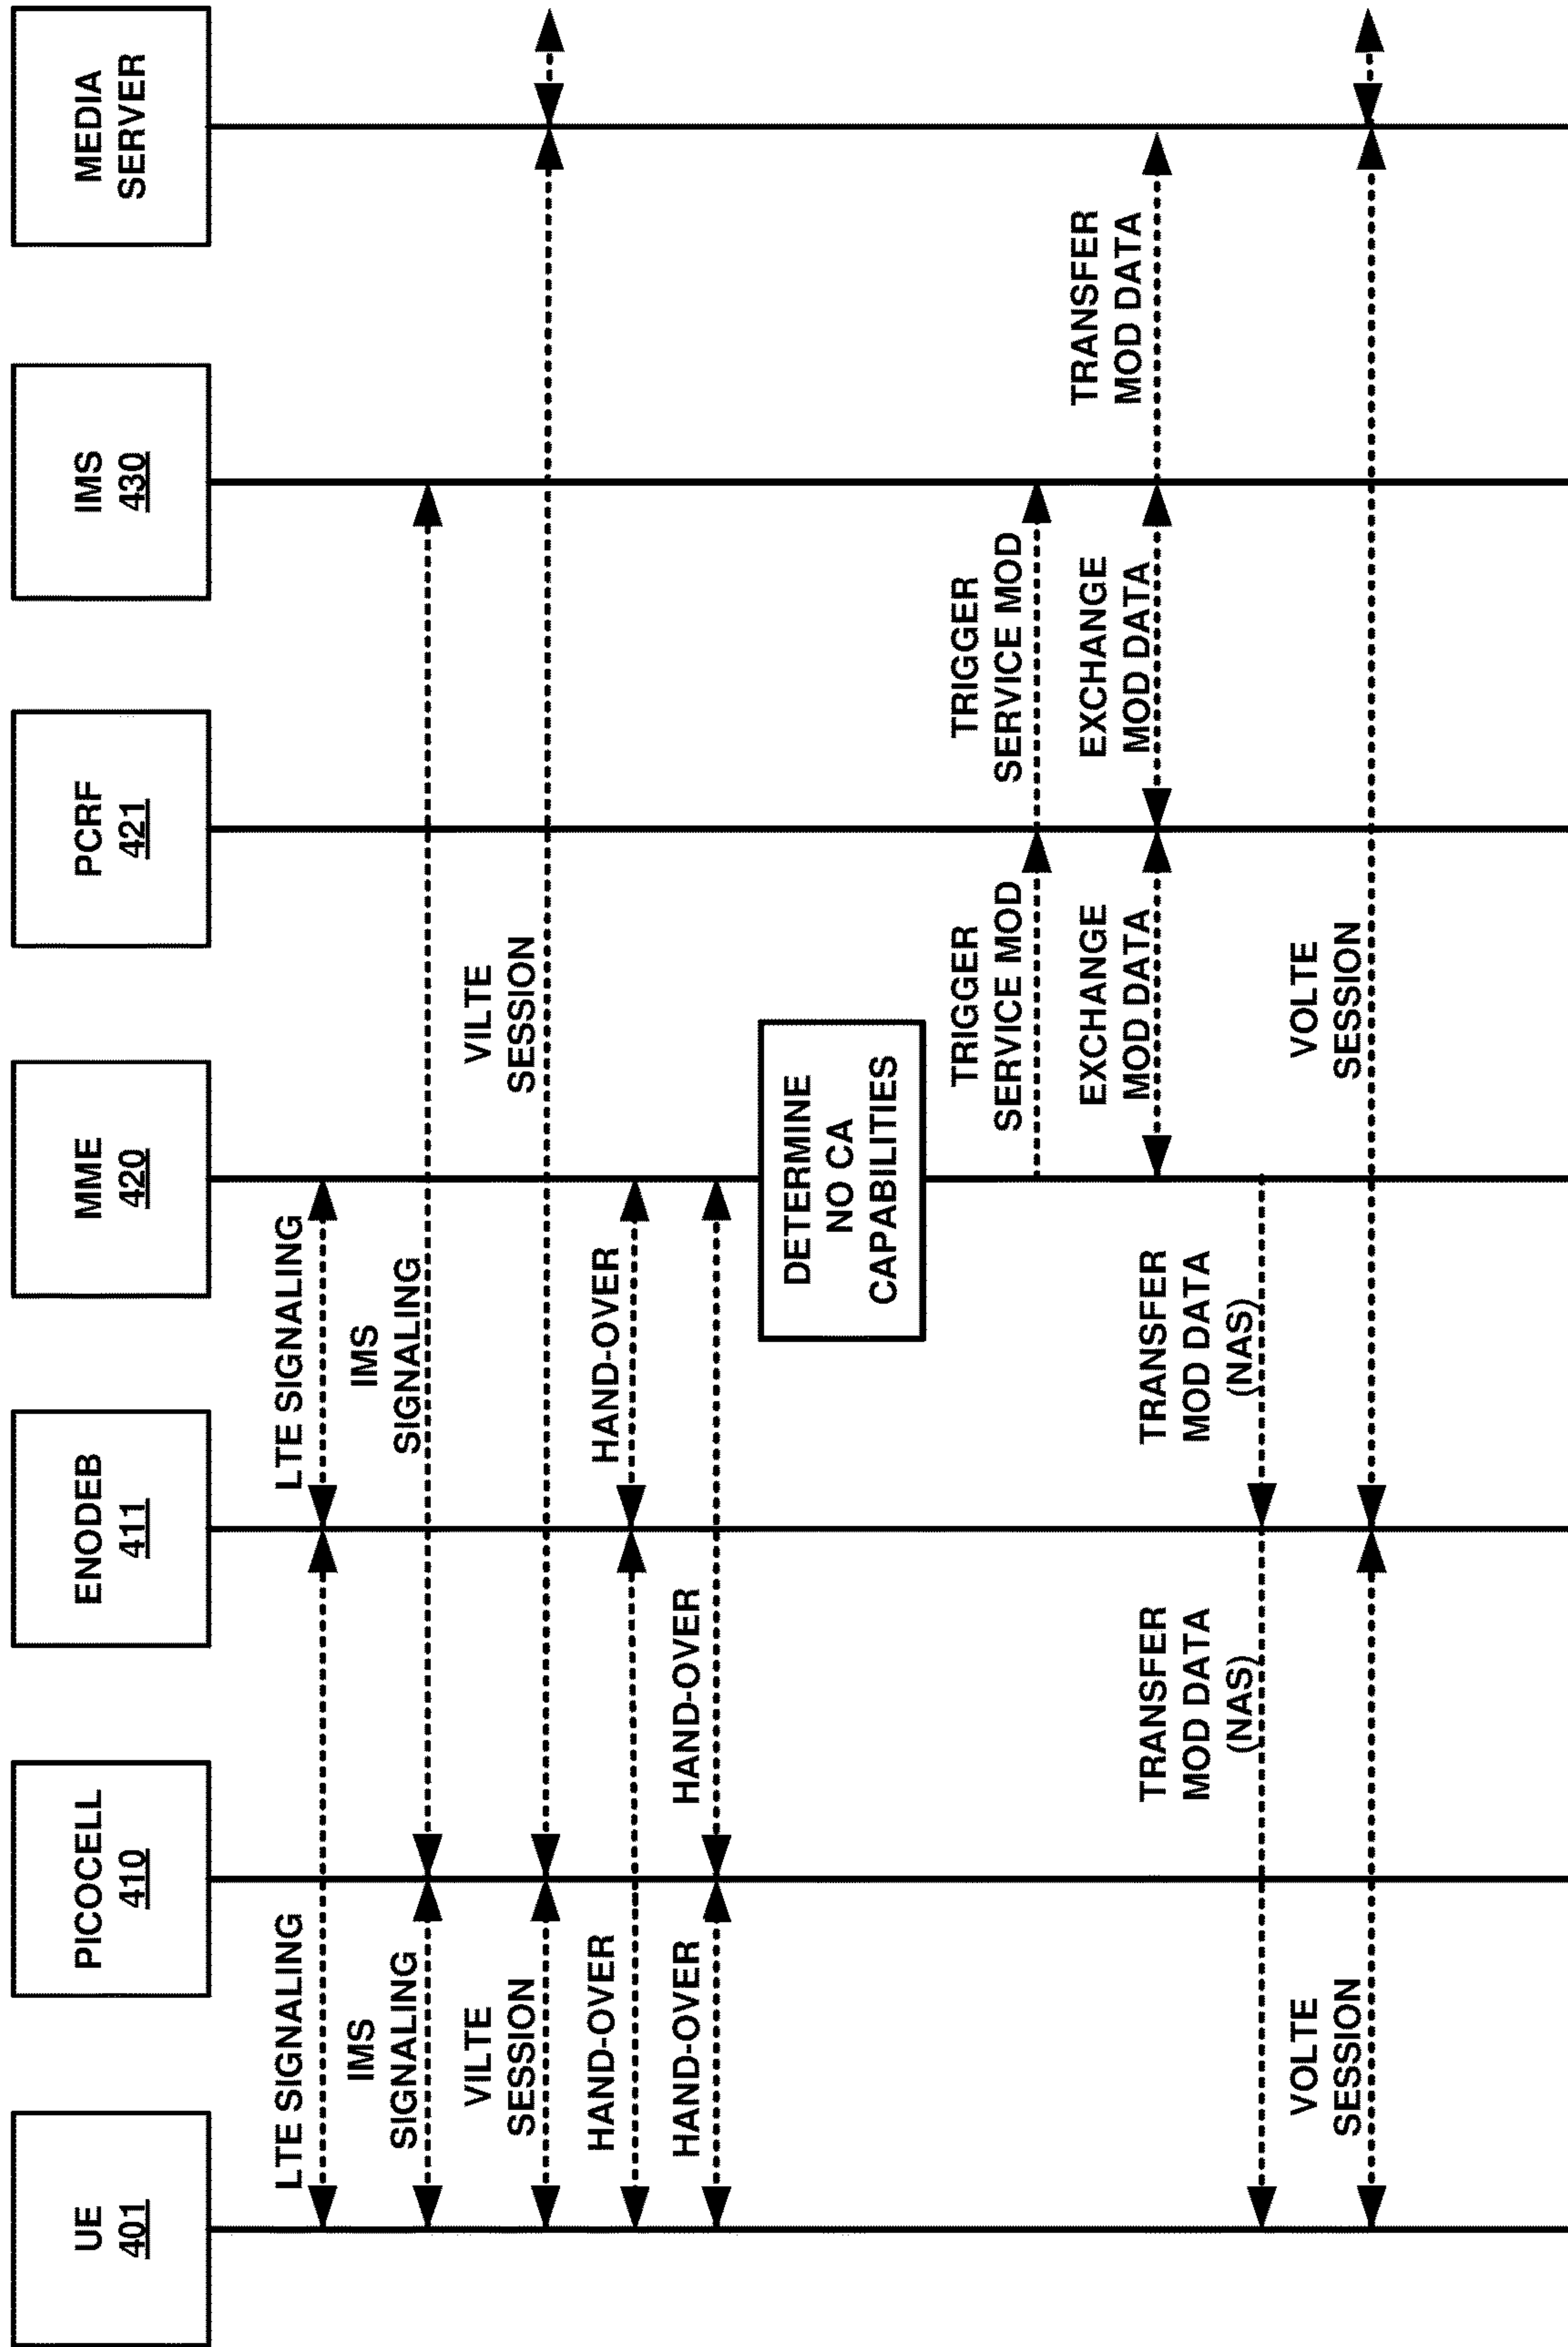 UE
401
PICOCELL
410
ENODEB
411
MME
420
PCRF
421
IMS
430
MEDIA
SERVER
LTE SIGNALING
LTE SIGNALING
IMS
SIGNALING
IMS
SIGNALING
VILTE
SESSION
VILTE
SESSION
HAND-OVER
HAND-OVER
HAND-OVER
HAND-OVER
DETERMINE
NO CA
CAPABILITIES
TRIGGER
SERVICE MOD
TRIGGER
SERVICE MOD
EXCHANGE
MOD DATA
EXCHANGE
MOD DATA
TRANSFER
MOD DATA
TRANSFER
MOD DATA
(NAS)
TRANSFER
MOD DATA
(NAS)
VOLTE
SESSION
VOLTE
SESSION